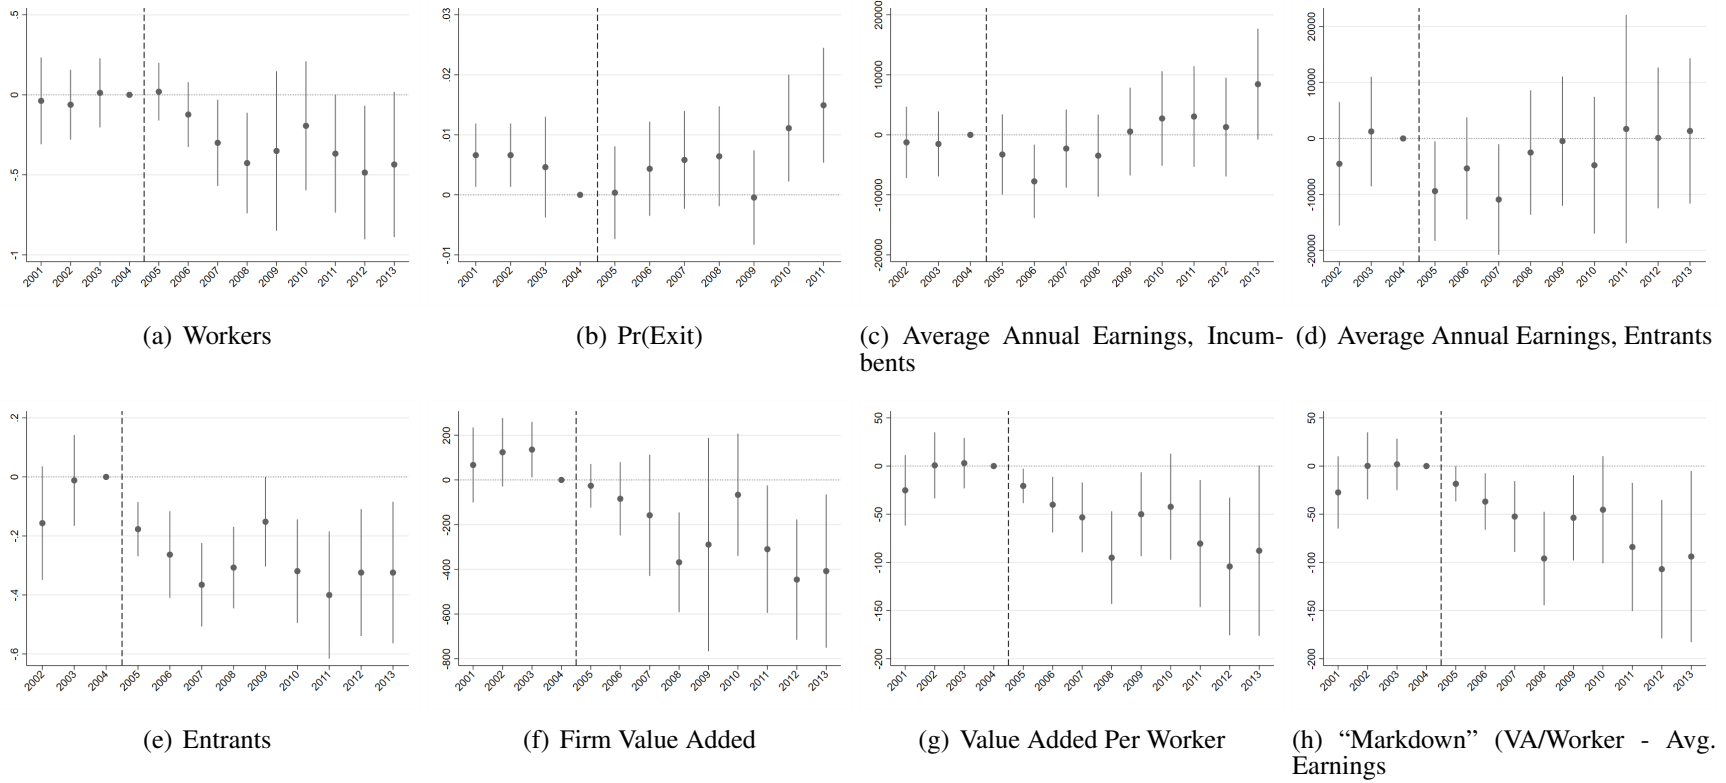 .5
0
-.5
-1
2001 2002 2003 2004 2005 2006 2007 2008 2009 2010 2011 2012 2013
(a) Workers
.03
.02
.01
0
-.01
2001 2002 2003 2004 2005 2006 2007 2008 2009 2010 2011
(b) Pr(Exit)
20000
10000
0
-10000
-20000
2002 2003 2004 2005 2006 2007 2008 2009 2010 2011 2012 2013
(c) Average Annual Earnings, Incum-
bents
20000
10000
0
-10000
-20000
2002 2003 2004 2005 2006 2007 2008 2009 2010 2011 2012 2013
(d) Average Annual Earnings, Entrants
.2
0
-.2
-.4
-.6
2002 2003 2004 2005 2006 2007 2008 2009 2010 2011 2012 2013
(e) Entrants
200
0
-200
-400
-600
-800
2001 2002 2003 2004 2005 2006 2007 2008 2009 2010 2011 2012 2013
(f) Firm Value Added
50
0
-50
-100
-150
-200
2001 2002 2003 2004 2005 2006 2007 2008 2009 2010 2011 2012 2013
(g) Value Added Per Worker
50
0
-50
-100
-150
-200
2001 2002 2003 2004 2005 2006 2007 2008 2009 2010 2011 2012 2013
(h) “Markdown” (VA/Worker - Avg.
Earnings